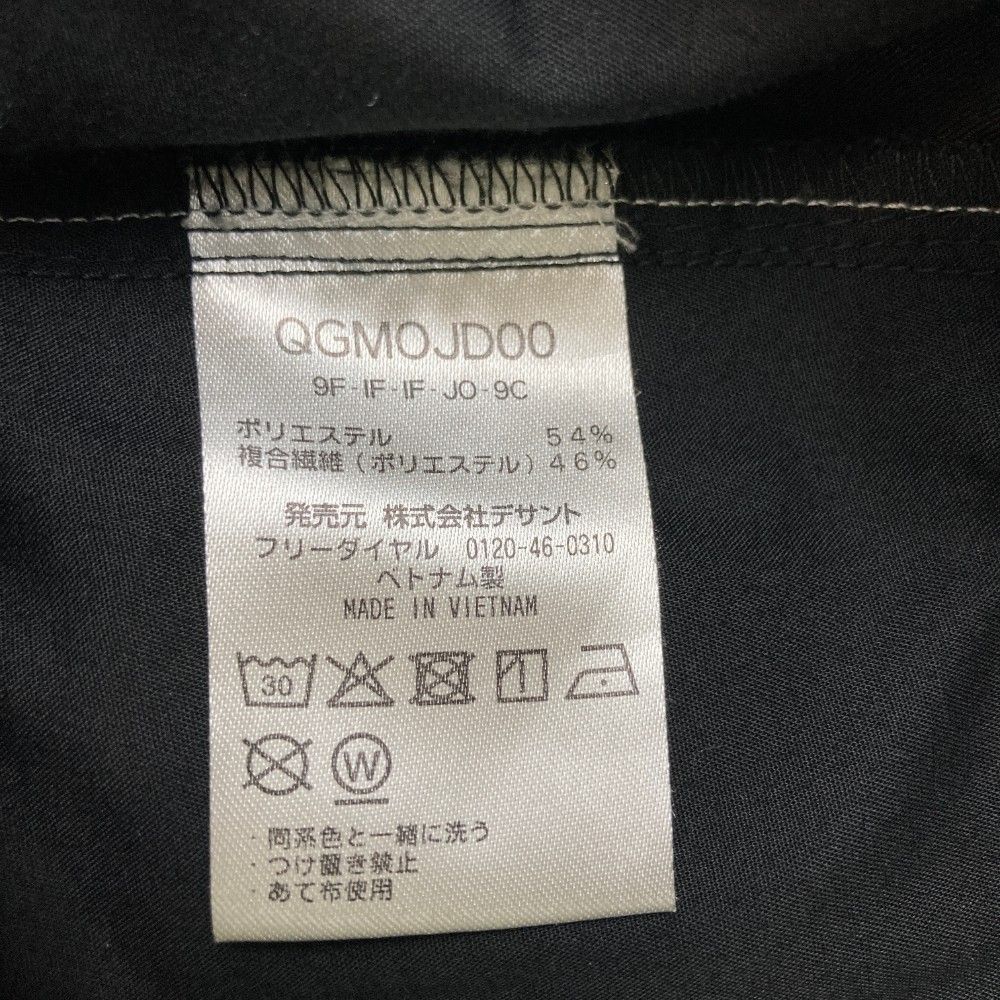 QGMOJD00
9F-IF-IF-JO-9C
ポリエステル 54%
複合繊維(ポリエステル)46%
発売元 株式会社デサント
フリーダイヤル 0120-46-0310
ベトナム製
MADE IN VIETNAM
30
W
・同系色と一緒に洗う
・つけ置き禁止
・あて布使用